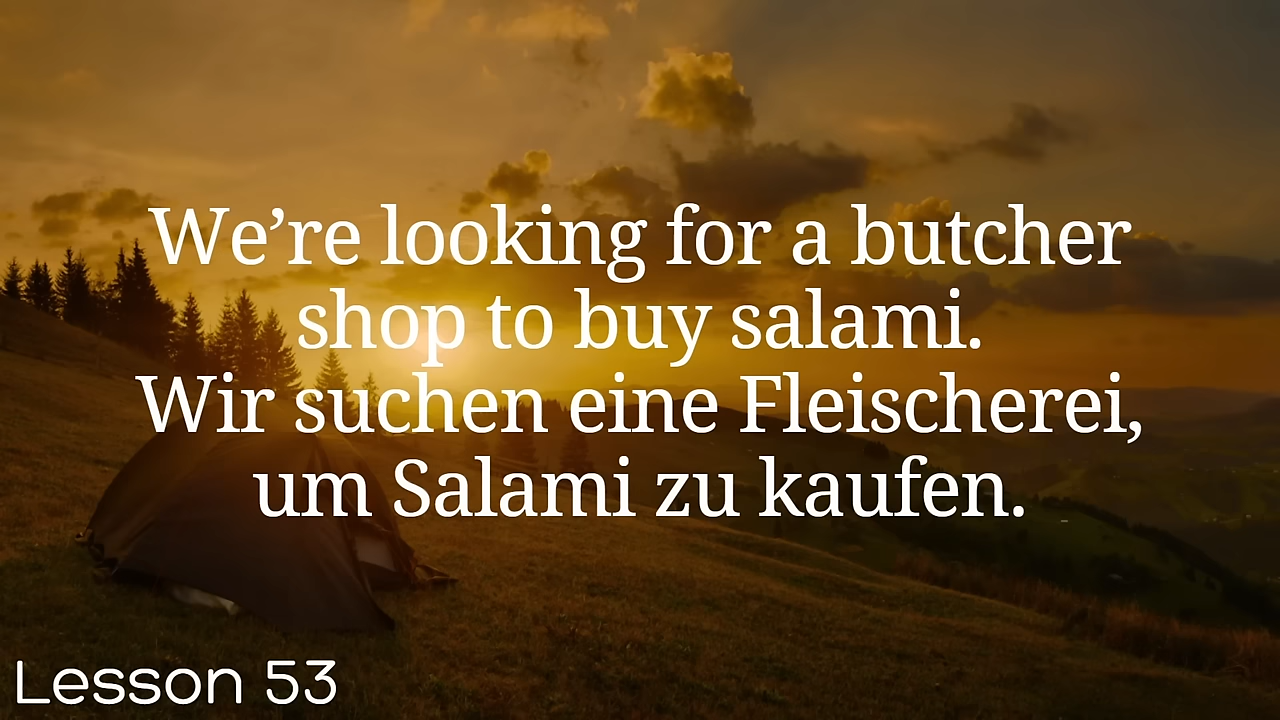 We’re looking for a butcher
shop to buy salami.
Wir suchen eine Fleischerei,
um Salami zu kaufen.
Lesson 53